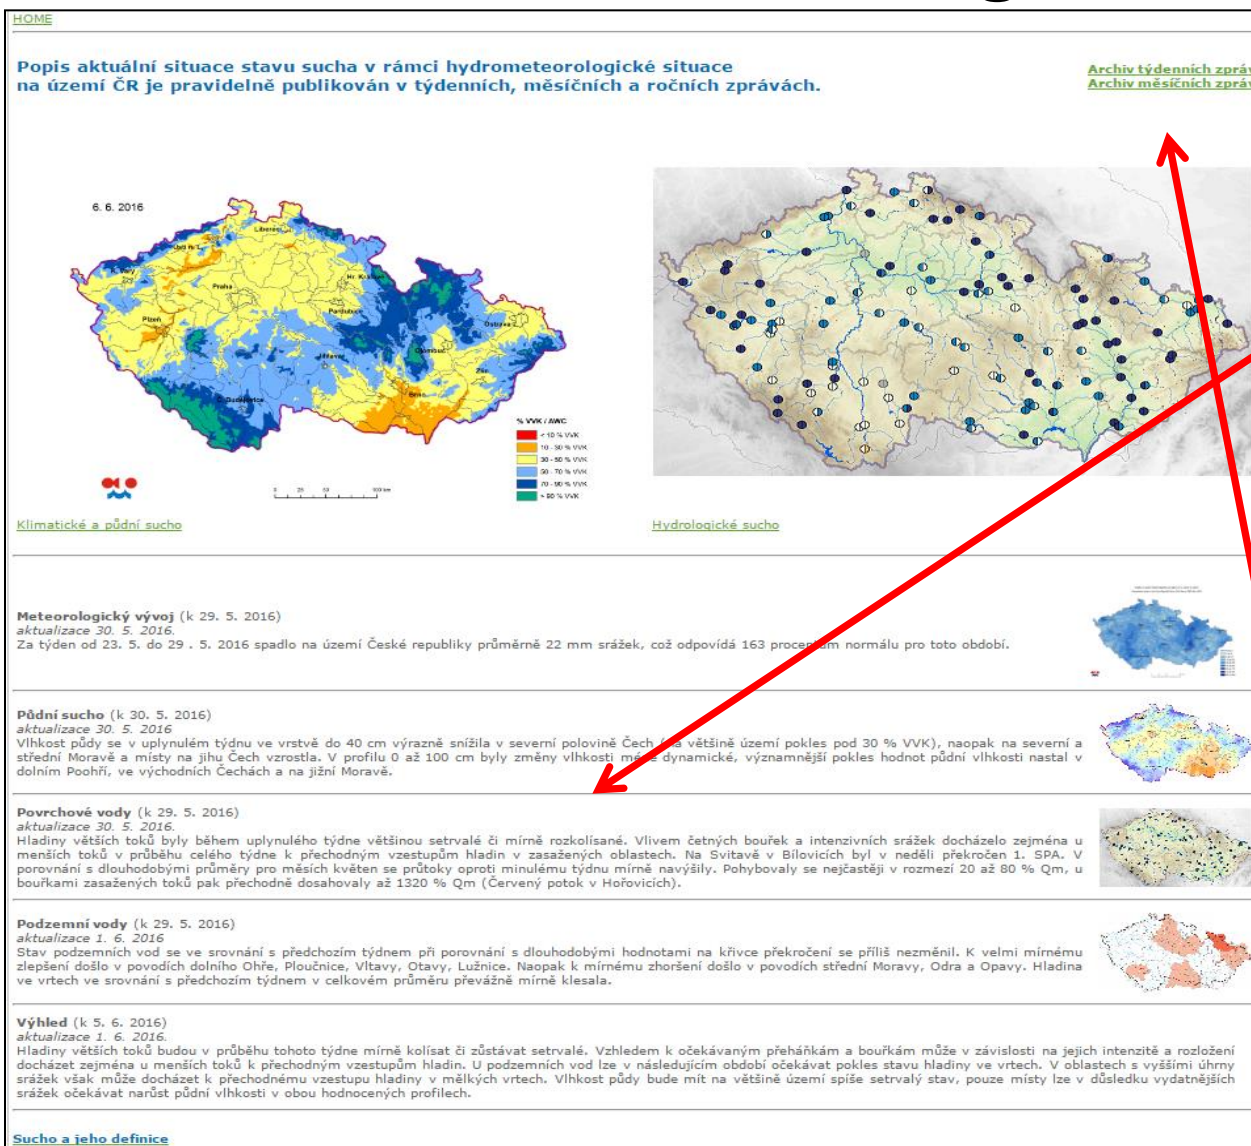 HOME
Popis aktuální situace stavu sucha v rámci hydrometeorologické situace
na území ČR je pravidelně publikován v týdenních, měsíčních a ročních zprávách.
Archiv týdenních zpráv
Archiv měsíčních zpráv
6. 6. 2016
Liberec
Ústí n. L.
K. Vary
Praha
Hr. Králové
Pardubice
Plzeň
Ostrava
Olomouc
Jihlava
Zlín
Č. Budějovice
Brno
% VVK / AWC
< 10 % VVK
10 - 30 % VVK
30 - 50 % VVK
50 - 70 % VVK
70 - 90 % VVK
> 90 % VVK
0 25 50 100 km
Klimatické a půdní sucho
Hydrologické sucho
Meteorologický vývoj (k 29. 5. 2016)
aktualizace 30. 5. 2016.
Za týden od 23. 5. do 29 . 5. 2016 spadlo na území České republiky průměrně 22 mm srážek, což odpovídá 163 procentům normálu pro toto období.
Půdní sucho (k 30. 5. 2016)
aktualizace 30. 5. 2016
Vlhkost půdy se v uplynulém týdnu ve vrstvě do 40 cm výrazně snížila v severní polovině Čech (na většině území pokles pod 30 % VVK), naopak na severní a
střední Moravě a místy na jihu Čech vzrostla. V profilu 0 až 100 cm byly změny vlhkosti méně dynamické, významnější pokles hodnot půdní vlhkosti nastal v
dolním Poohří, ve východních Čechách a na jižní Moravě.
Povrchové vody (k 29. 5. 2016)
aktualizace 30. 5. 2016.
Hladiny větších toků byly během uplynulého týdne většinou setrvalé či mírně rozkolísané. Vlivem četných bouřek a intenzivních srážek docházelo zejména u
menších toků v průběhu celého týdne k přechodným vzestupům hladin v zasažených oblastech. Na Svitavě v Bílovicích byl v neděli překročen 1. SPA. V
porovnání s dlouhodobými průměry pro měsíc květen se průtoky oproti minulému týdnu mírně navýšily. Pohybovaly se nejčastěji v rozmezí 20 až 80 % Qm, u
bouřkami zasažených toků pak přechodně dosahovaly až 1320 % Qm (Červený potok v Hořovicích).
Podzemní vody (k 29. 5. 2016)
aktualizace 1. 6. 2016
Stav podzemních vod se ve srovnání s předchozím týdnem při porovnání s dlouhodobými hodnotami na křivce překročení se příliš nezměnil. K velmi mírnému
zlepšení došlo v povodích dolního Ohře, Ploučnice, Vltavy, Otavy, Lužnice. Naopak k mírnému zhoršení došlo v povodích střední Moravy, Odra a Opavy. Hladina
ve vrtech ve srovnání s předchozím týdnem v celkovém průměru převážně mírně klesala.
Výhled (k 5. 6. 2016)
aktualizace 1. 6. 2016.
Hladiny větších toků budou v průběhu tohoto týdne mírně kolísat či zůstávat setrvalé. Vzhledem k očekávaným přeháňkám a bouřkám může v závislosti na jejich intenzitě a rozložení
docházet zejména u menších toků k přechodným vzestupům hladin. U podzemních vod lze v následujícím období očekávat pokles stavu hladiny ve vrtech. V oblastech s vyššími úhrny
srážek však může docházet k přechodnému vzestupu hladiny v mělkých vrtech. Vlhkost půdy bude mít na většině území spíše setrvalý stav, pouze místy lze v důsledku vydatnějších
srážek očekávat narůst půdní vlhkosti v obou hodnocených profilech.
Sucho a jeho definice